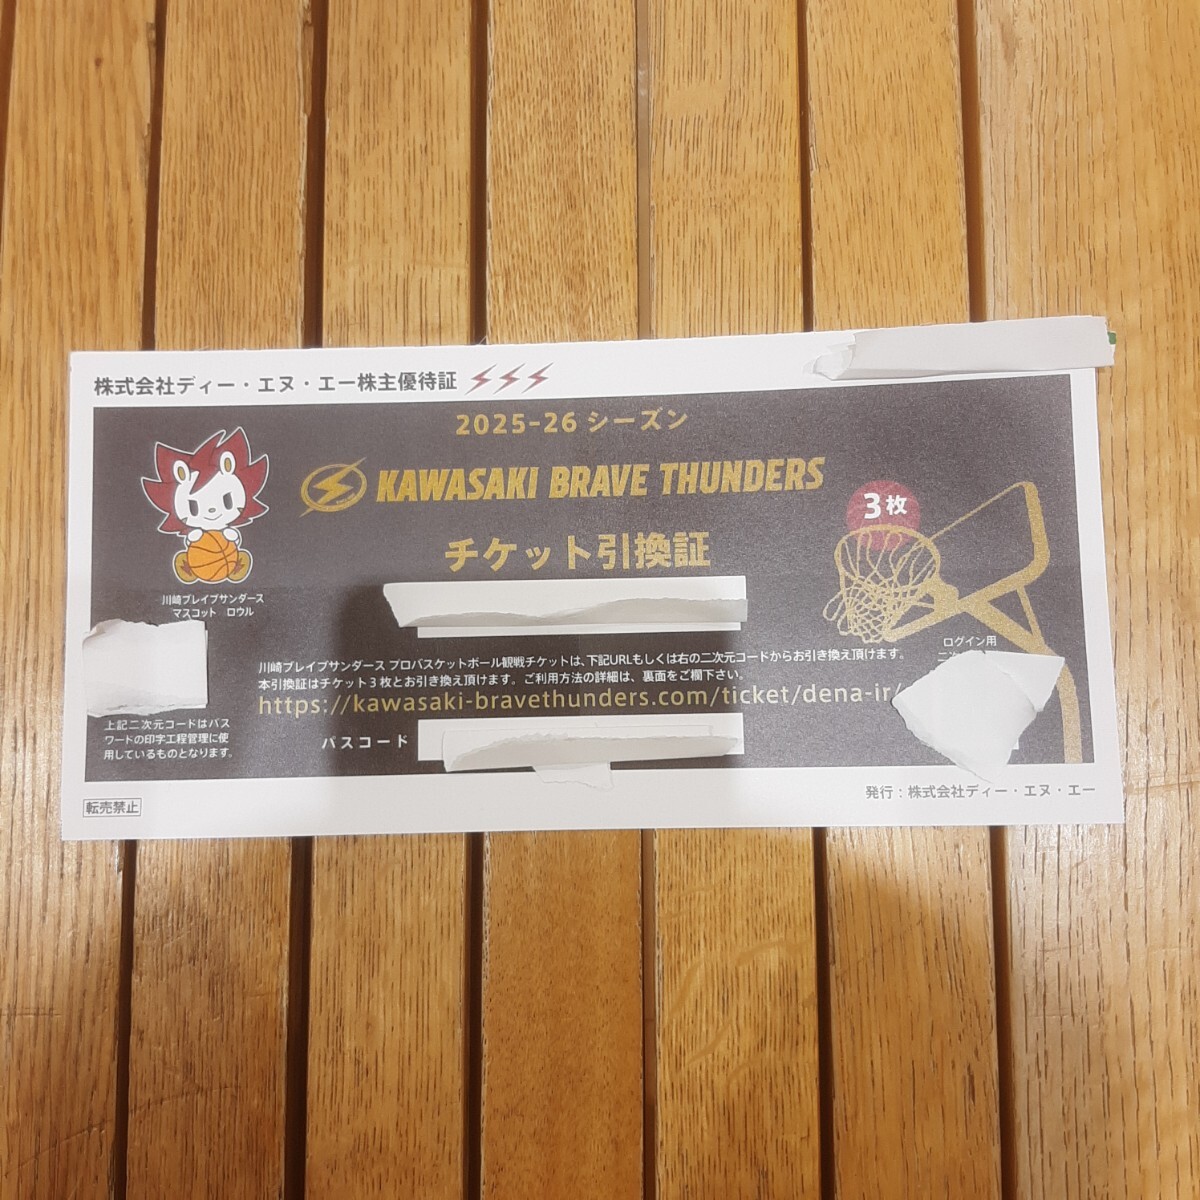 株式会社ディー・エヌ・エー株主優待証
2025-26 シーズン
KAWASAKI BRAVE THUNDERS
3枚
チケット引換証
川崎ブレイブサンダース
マスコット ロウル
ログイン用
川崎ブレイブサンダース プロバスケットボール観戦チケットは、下記URLもしくは右の二次元コードからお引き換え頂けます。
本引換証はチケット3枚とお引き換え頂けます。ご利用方法の詳細は、裏面をご欄下さい。
https://kawasaki-bravethunders.com/ticket/dena-ir/
上記二次元コードはパス
ワードの印字工程管理に使
用しているものとなります。
パスコード
転売禁止
発行：株式会社ディー・エヌ・エー